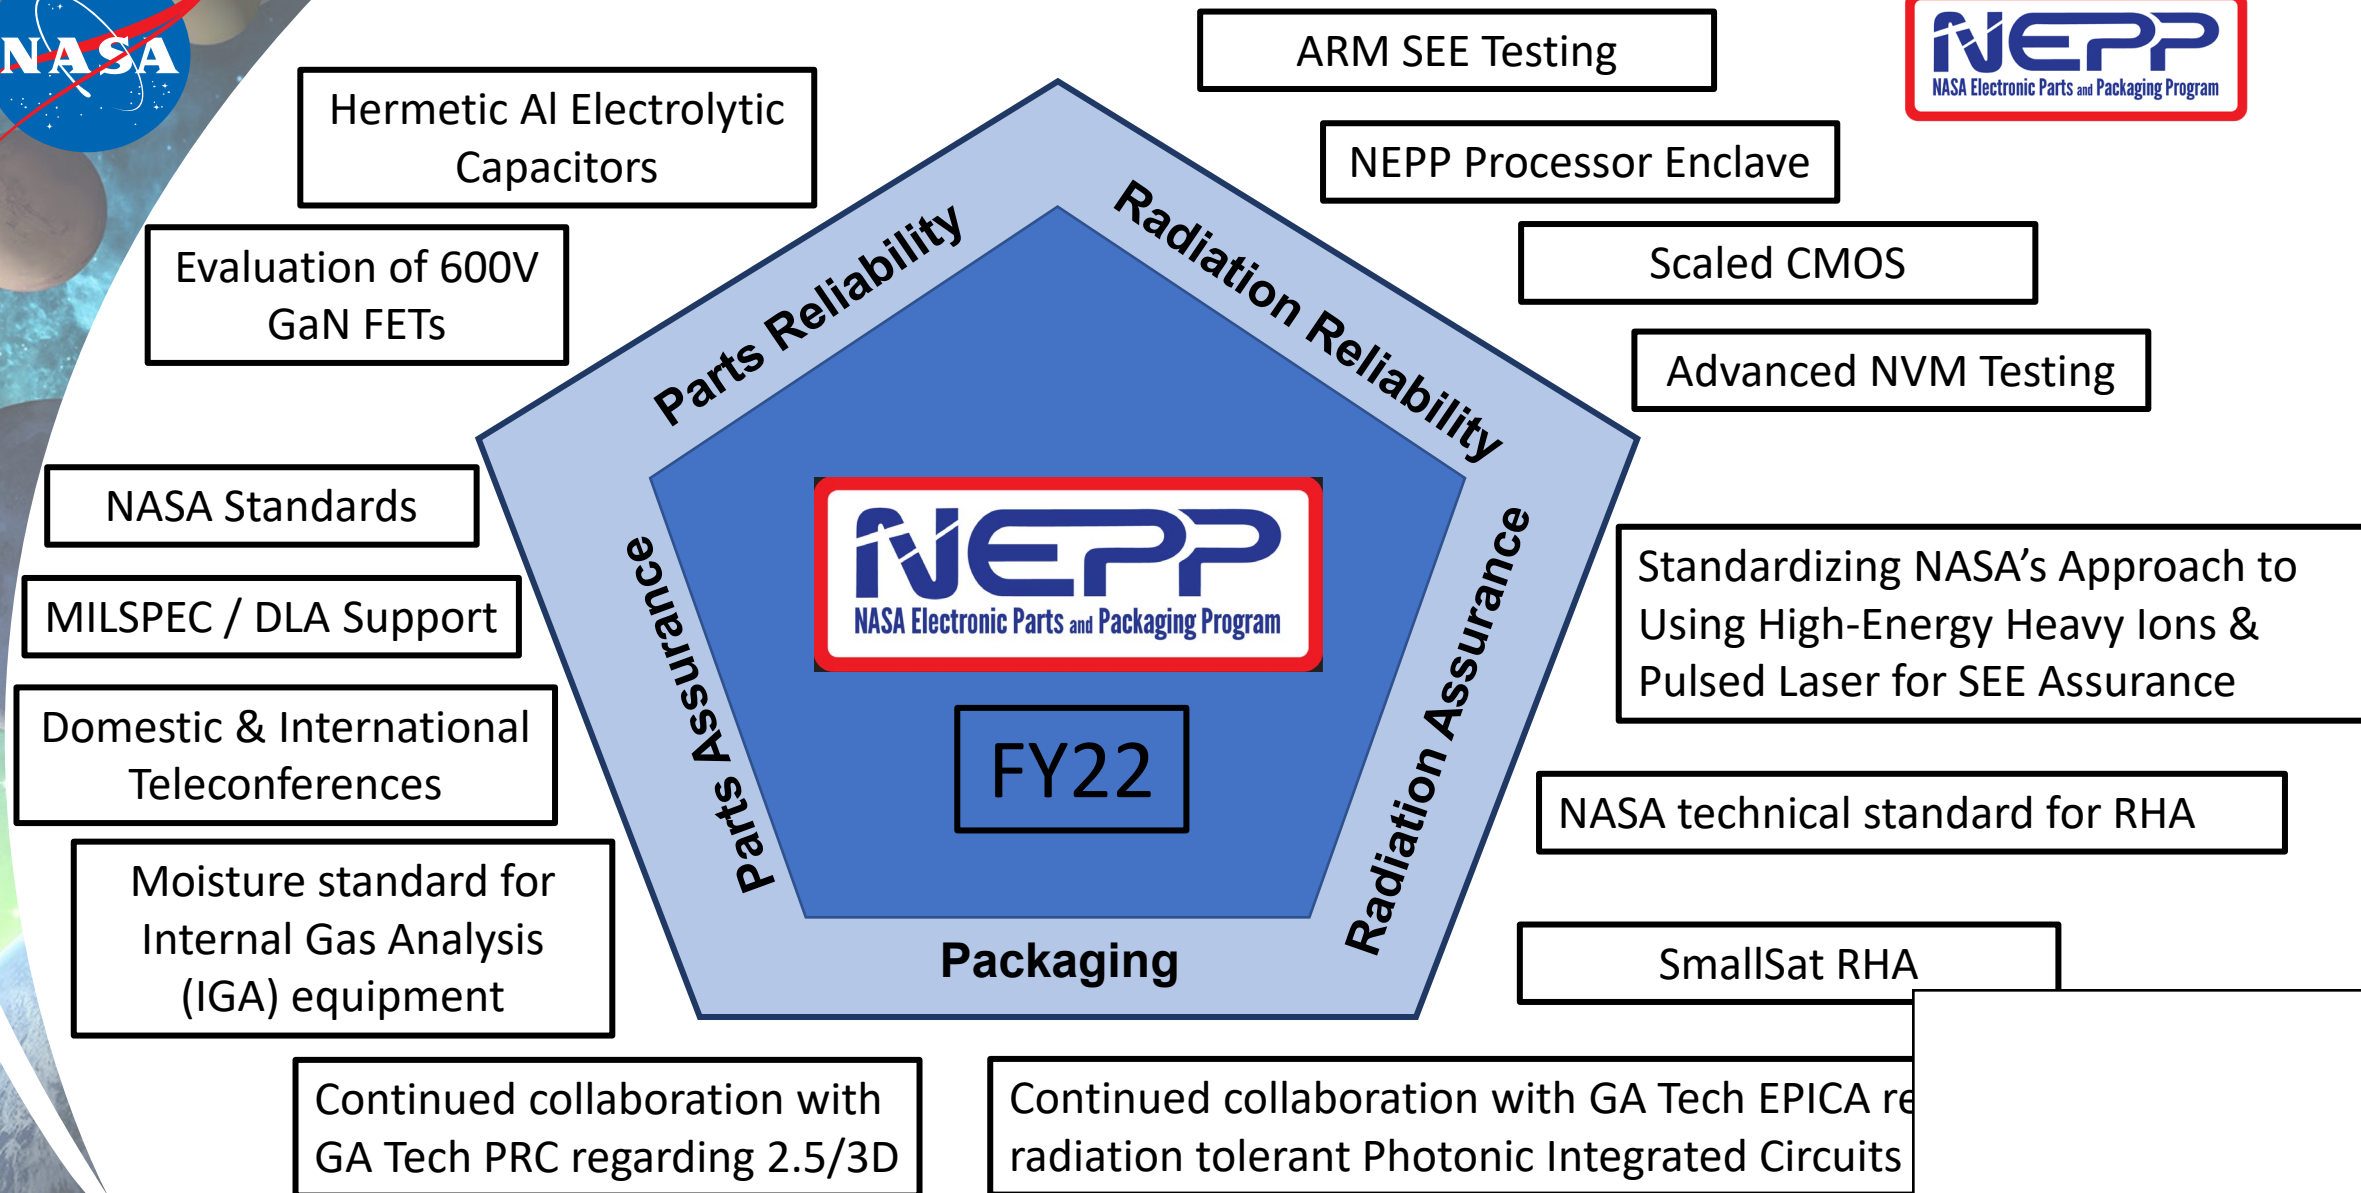 NASA
ARM SEE Testing
NEPP
NASA Electronic Parts and Packaging Program
Hermetic Al Electrolytic
Capacitors
NEPP Processor Enclave
Evaluation of 600V
GaN FETs
Scaled CMOS
Advanced NVM Testing
Parts Reliability
Radiation Reliability
NASA Standards
MILSPEC / DLA Support
Domestic & International
Teleconferences
Moisture standard for
Internal Gas Analysis
(IGA) equipment
Parts Assurance
NEPP
NASA Electronic Parts and Packaging Program
FY22
Radiation Assurance
Packaging
Standardizing NASA's Approach to
Using High-Energy Heavy Ions &
Pulsed Laser for SEE Assurance
NASA technical standard for RHA
SmallSat RHA
Continued collaboration with
GA Tech PRC regarding 2.5/3D
Continued collaboration with GA Tech EPICA
radiation tolerant Photonic Integrated Circuits